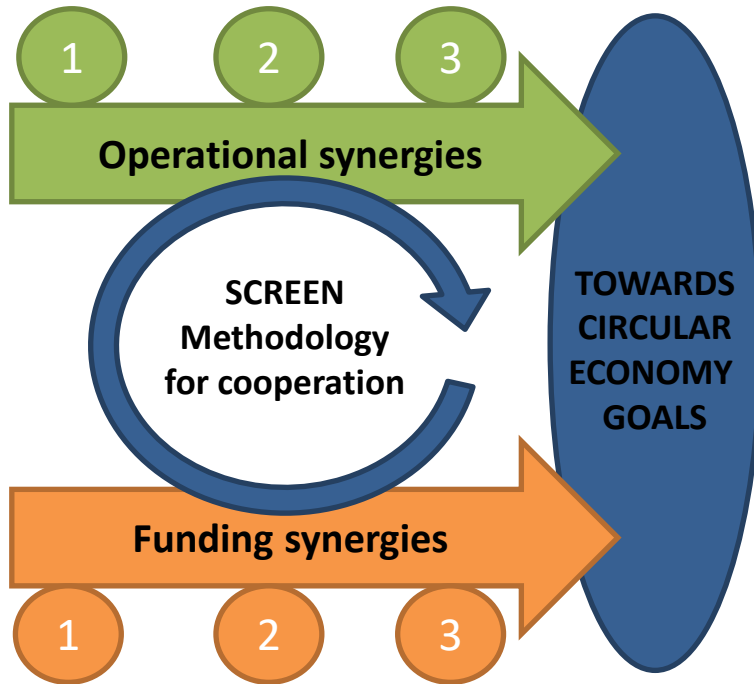 1 2 3
Operational synergies
SCREEN
Methodology
for cooperation
TOWARDS
CIRCULAR
ECONOMY
GOALS
Funding synergies
1 2 3